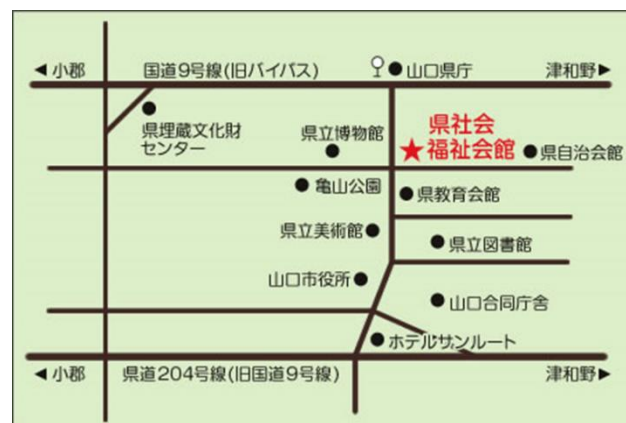 ◀小郡
国道9号線(旧バイパス)
山口県庁
津和野▶
県埋蔵文化財
センター
県立博物館
県社会
★福祉会館
県自治会館
亀山公園
県教育会館
県立美術館
県立図書館
山口市役所
山口合同庁舎
ホテルサンルート
◀小郡
県道204号線(旧国道9号線)
津和野▶